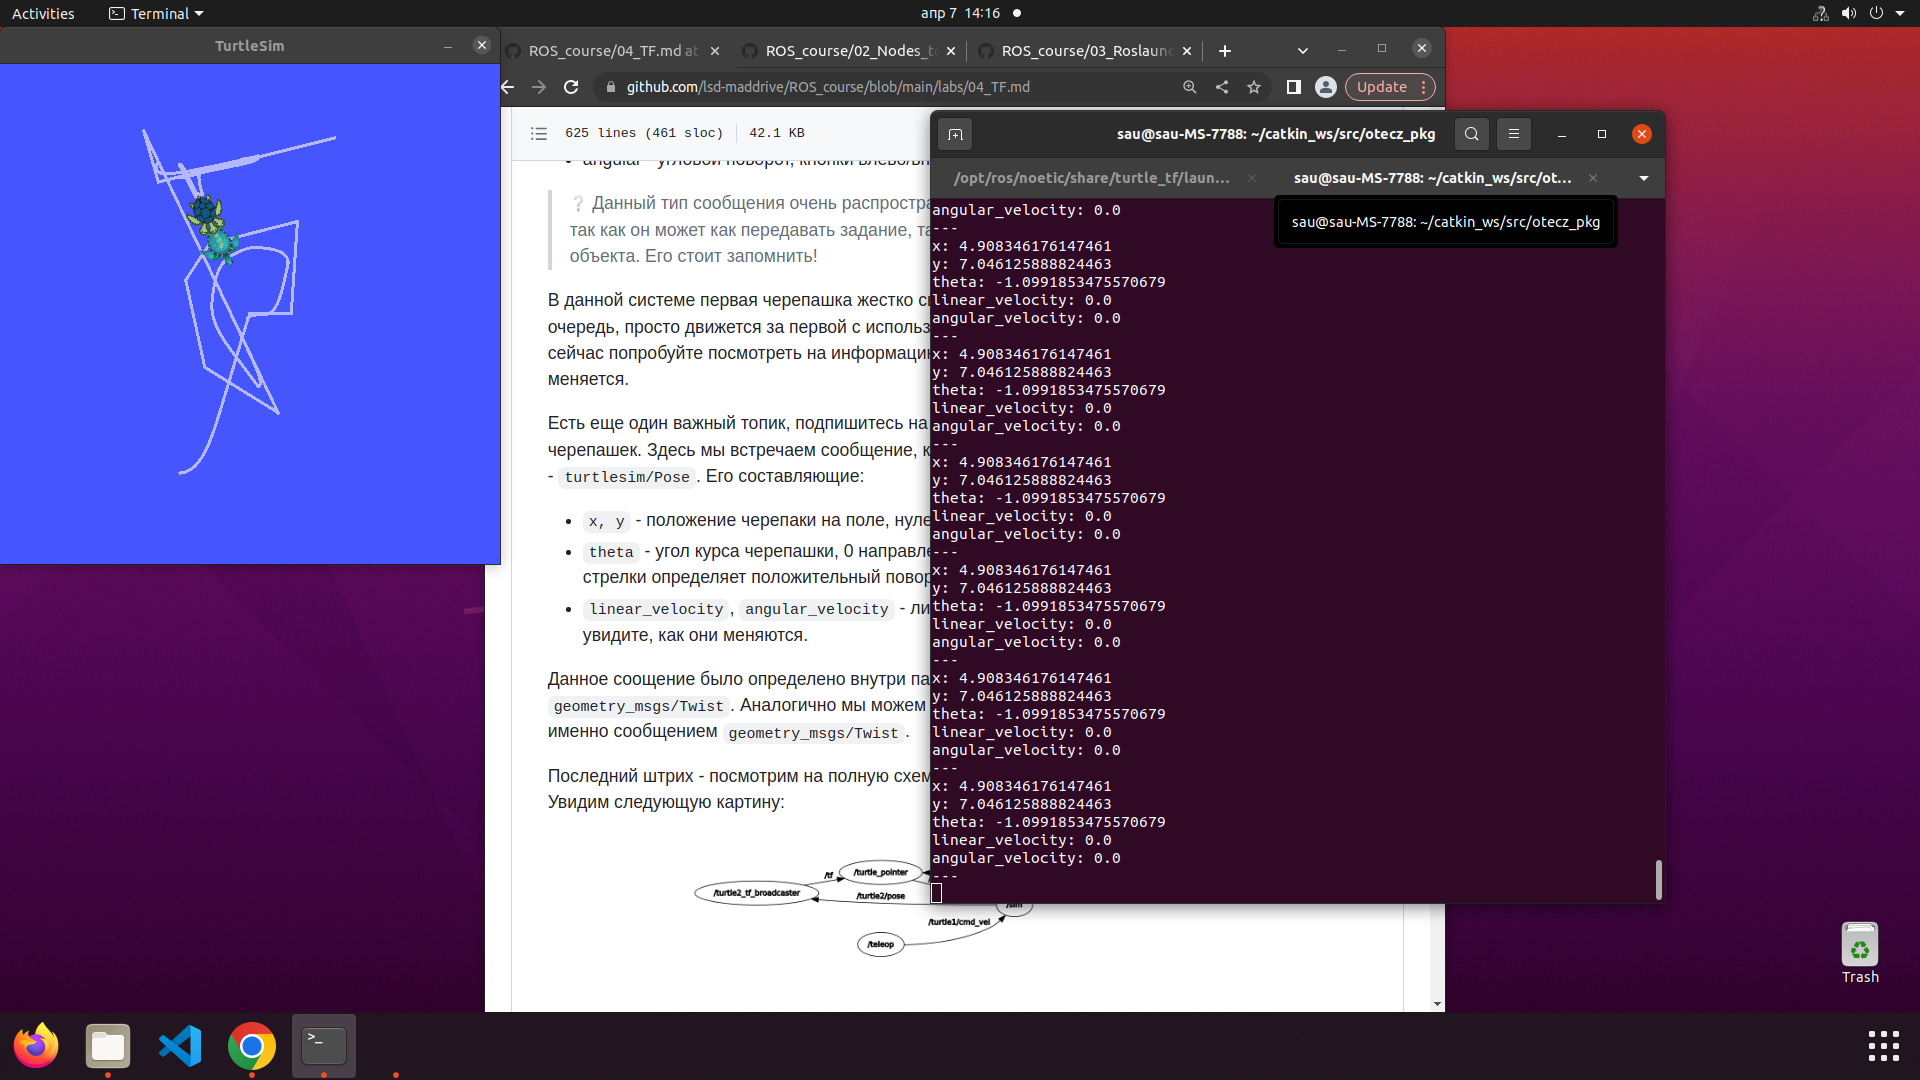 Activities
Terminal
апр 7 14:16
TurtleSim
ROS_course/04_TF.md at
ROS_course/02_Nodes_t
ROS_course/03_Roslaunc
github.com/lsd-maddrive/ROS_course/blob/main/labs/04_TF.md
Update
625 lines (461 sloc)
42.1 KB
Данный тип сообщения очень распростра
так как он может как передавать задание, та
объекта. Его стоит запомнить!
В данной системе первая черепашка жестко с
очередь, просто движется за первой с использ
сейчас попробуйте посмотреть на информаци
меняется.
Есть еще один важный топик, подпишитесь на
черепашек. Здесь мы встречаем сообщение, к
- turtlesim/Pose. Его составляющие:
x, y - положение черепаки на поле, нуле
theta - угол курса черепашки, 0 направле
стрелки определяет положительный повор
linear_velocity, angular_velocity - ли
увидите, как они меняются.
Данное соощение было определено внутри па
geometry_msgs/Twist. Аналогично мы можем
именно сообщением geometry_msgs/Twist.
Последний штрих - посмотрим на полную схем
Увидим следующую картину:
/tf
/turtle_pointer
/turtle2_tf_broadcaster
/turtle2/pose
/sim
/turtle1/cmd_vel
/teleop
sau@sau-MS-7788: ~/catkin_ws/src/otecz_pkg
/opt/ros/noetic/share/turtle_tf/laun...
sau@sau-MS-7788: ~/catkin_ws/src/ot...
sau@sau-MS-7788: ~/catkin_ws/src/otecz_pkg
angular_velocity: 0.0
---
x: 4.908346176147461
y: 7.046125888824463
theta: -1.0991853475570679
linear_velocity: 0.0
angular_velocity: 0.0
---
x: 4.908346176147461
y: 7.046125888824463
theta: -1.0991853475570679
linear_velocity: 0.0
angular_velocity: 0.0
---
x: 4.908346176147461
y: 7.046125888824463
theta: -1.0991853475570679
linear_velocity: 0.0
angular_velocity: 0.0
---
x: 4.908346176147461
y: 7.046125888824463
theta: -1.0991853475570679
linear_velocity: 0.0
angular_velocity: 0.0
---
x: 4.908346176147461
y: 7.046125888824463
theta: -1.0991853475570679
linear_velocity: 0.0
angular_velocity: 0.0
---
x: 4.908346176147461
y: 7.046125888824463
theta: -1.0991853475570679
linear_velocity: 0.0
angular_velocity: 0.0
---
Trash